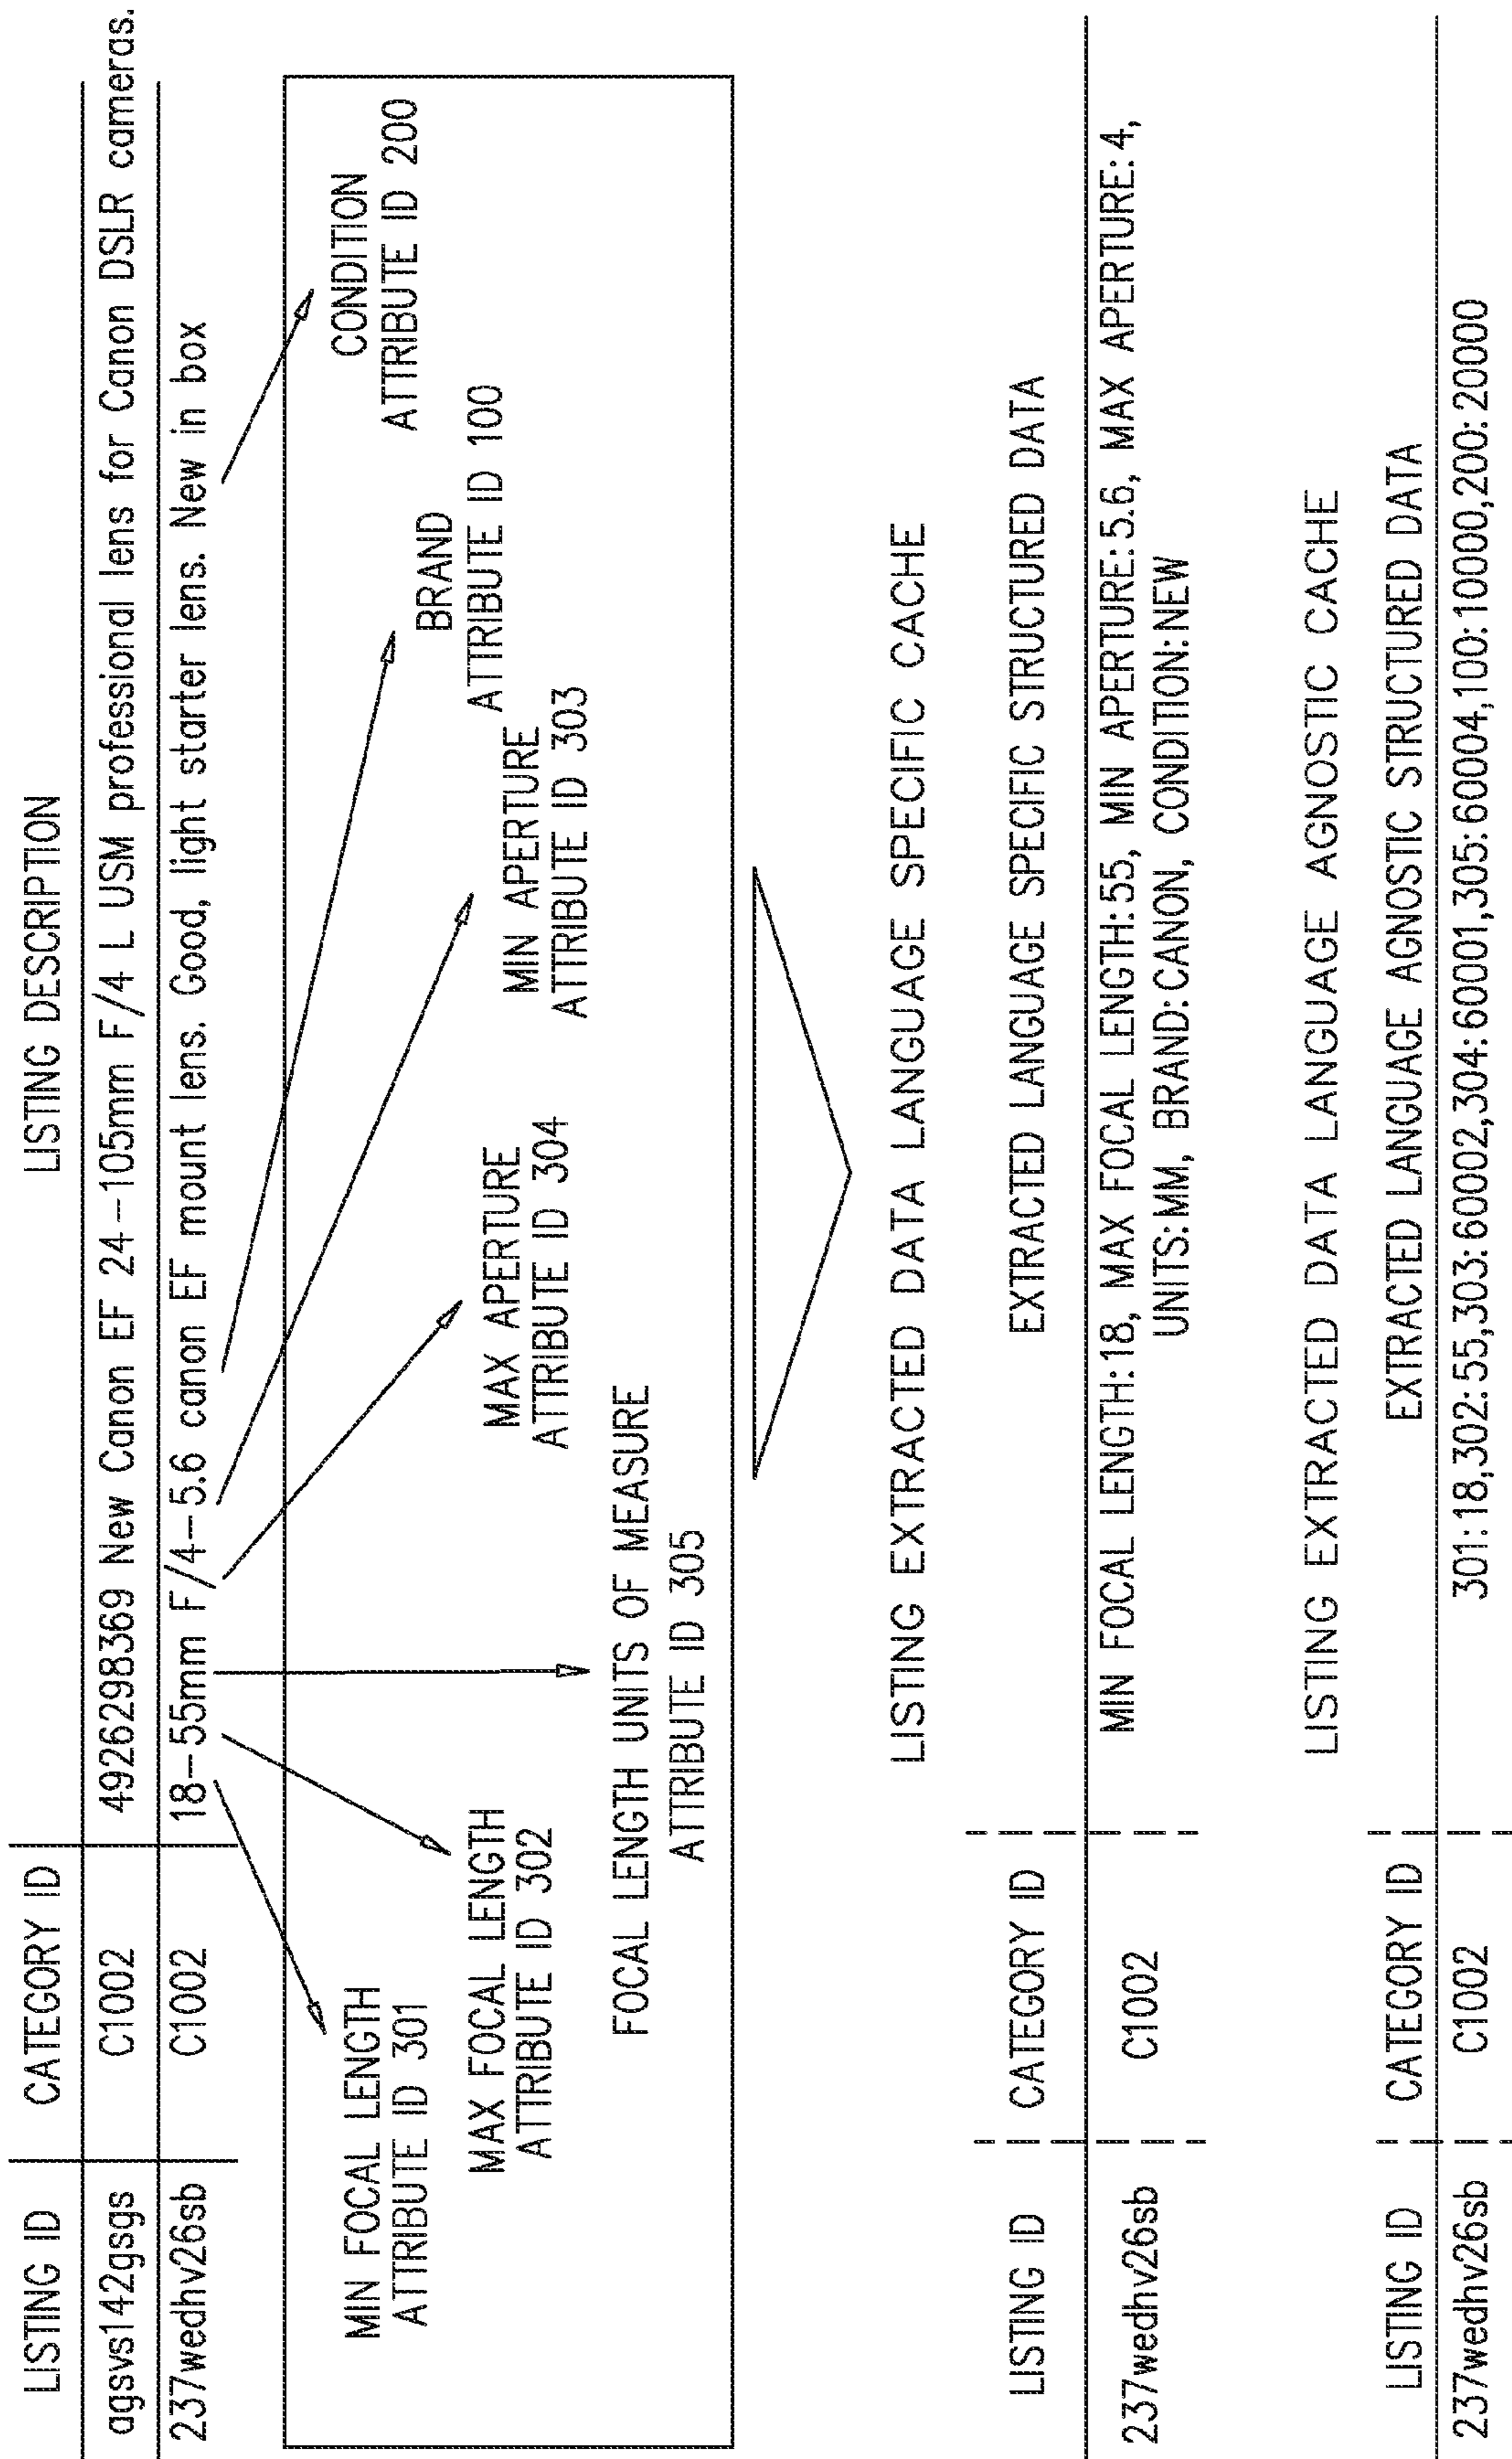 LISTING ID CATEGORY ID LISTING DESCRIPTION
agsvs142gsgs C1002 4926298369 New Canon EF 24-105mm F/4 L USM professional lens for Canon DSLR cameras.
237wedhv26sb C1002 18-55mm F/4-5.6 canon EF mount lens. Good, light starter lens. New in box
MIN FOCAL LENGTH
ATTRIBUTE ID 301
MAX FOCAL LENGTH
ATTRIBUTE ID 302
FOCAL LENGTH UNITS OF MEASURE
ATTRIBUTE ID 305
MAX APERTURE
ATTRIBUTE ID 304
MIN APERTURE
ATTRIBUTE ID 303
BRAND
ATTRIBUTE ID 100
CONDITION
ATTRIBUTE ID 200
LISTING EXTRACTED DATA LANGUAGE SPECIFIC CACHE
LISTING ID CATEGORY ID EXTRACTED LANGUAGE SPECIFIC STRUCTURED DATA
237wedhv26sb C1002 MIN FOCAL LENGTH:18, MAX FOCAL LENGTH:55, MIN APERTURE:5.6, MAX APERTURE:4,
UNITS:MM, BRAND:CANON, CONDITION:NEW
LISTING EXTRACTED DATA LANGUAGE AGNOSTIC CACHE
LISTING ID CATEGORY ID EXTRACTED LANGUAGE AGNOSTIC STRUCTURED DATA
237wedhv26sb C1002 301:18,302:55,303:60002,304:60001,305:60004,100:10000,200:20000